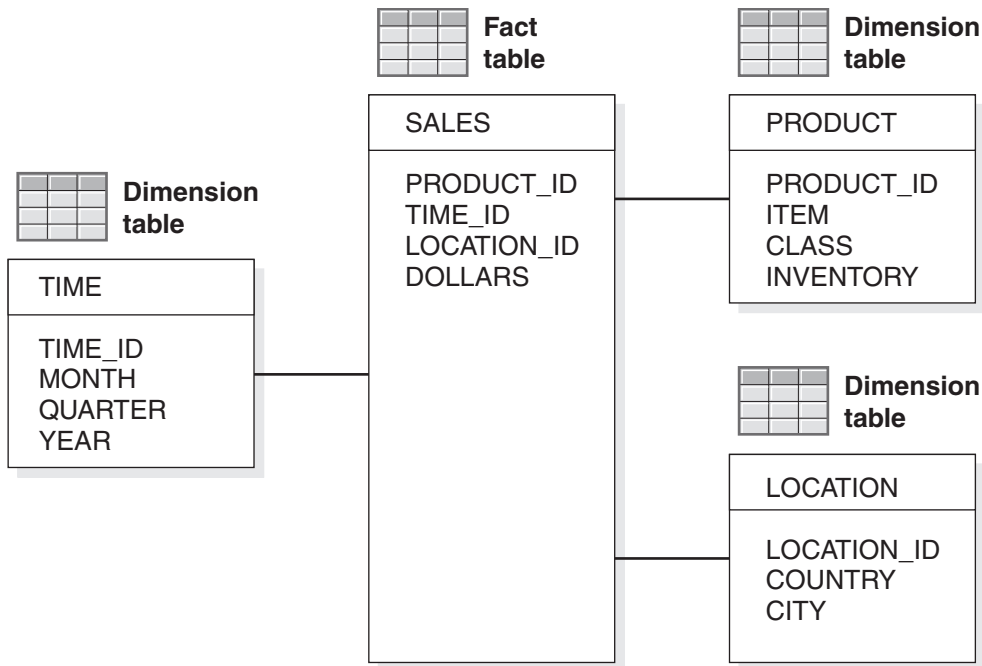 Fact
table
SALES
PRODUCT_ID
TIME_ID
LOCATION_ID
DOLLARS
Dimension
table
PRODUCT
PRODUCT_ID
ITEM
CLASS
INVENTORY
Dimension
table
TIME
TIME_ID
MONTH
QUARTER
YEAR
Dimension
table
LOCATION
LOCATION_ID
COUNTRY
CITY